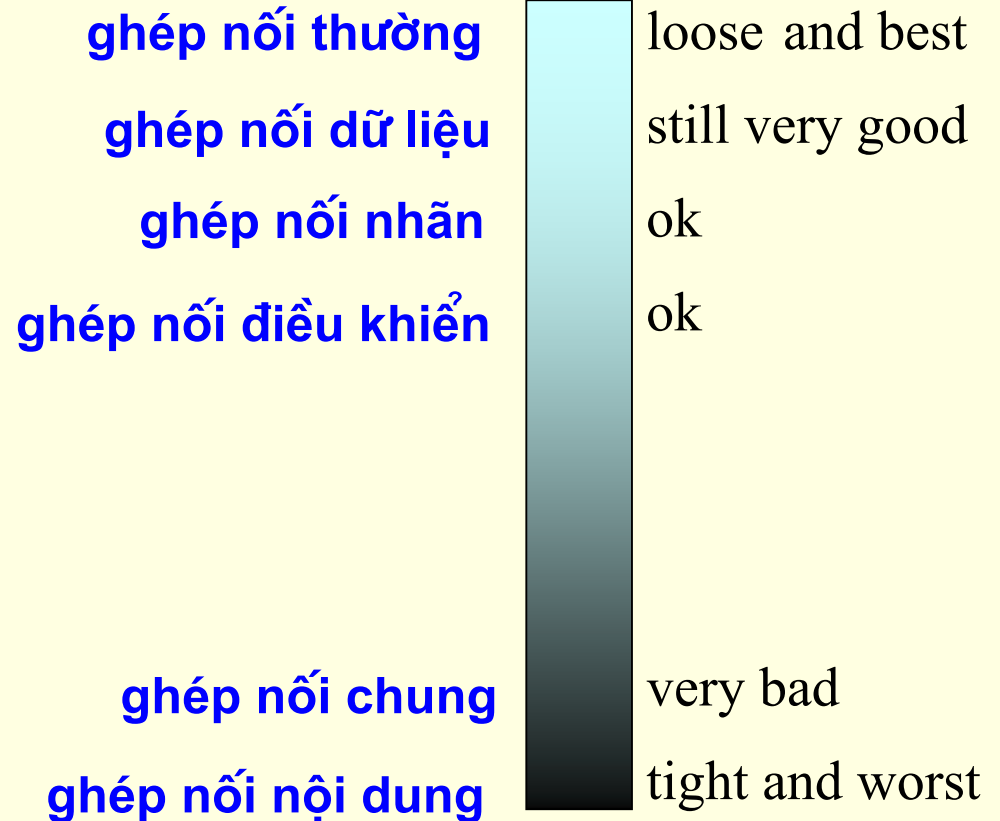 ghép nối thường loose and best
ghép nối dữ liệu still very good
ghép nối nhãn ok
ghép nối điều khiển ok
ghép nối chung very bad
ghép nối nội dung tight and worst